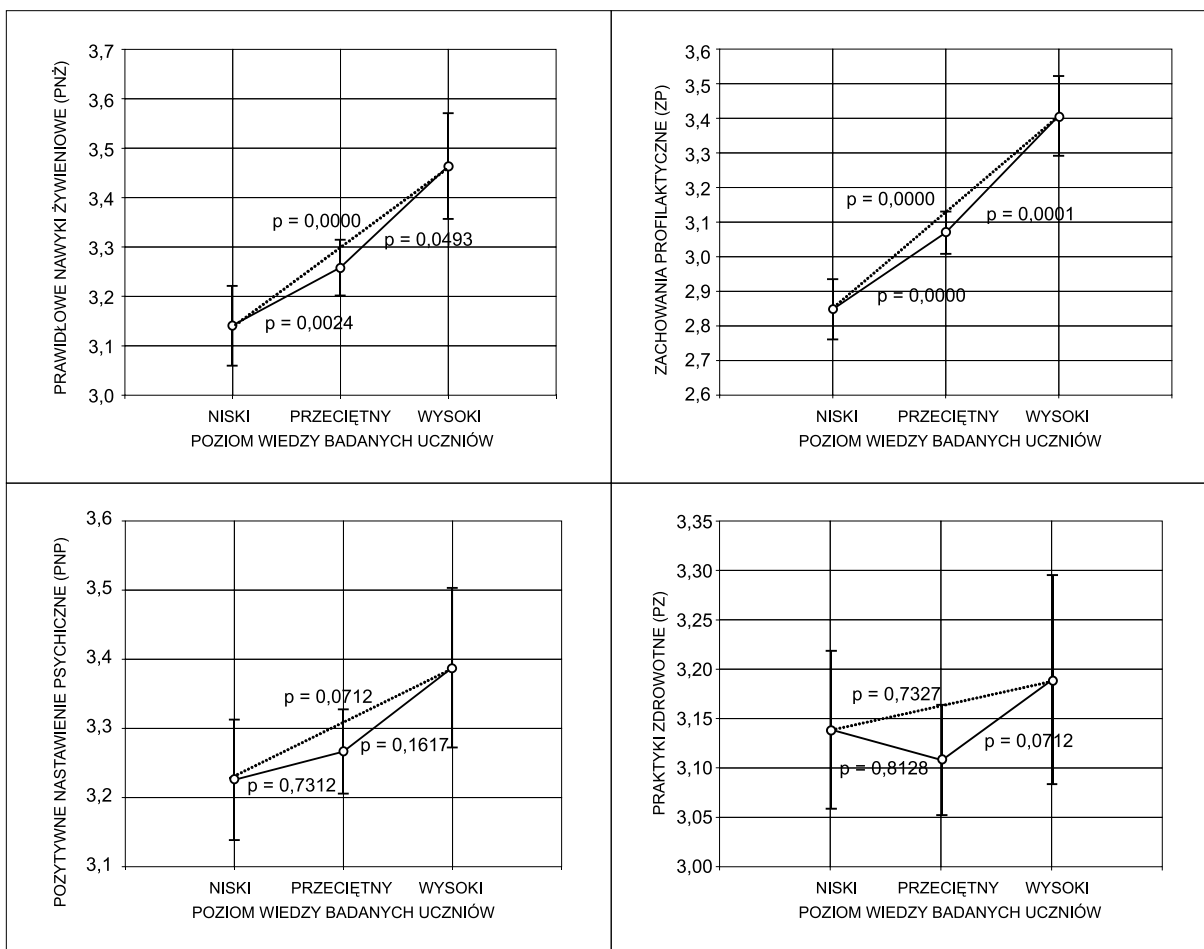 PRAWIDŁOWE NAWYKI ŻYWIENIOWE (PNŻ)
3,7
3,6
3,5
3,4
3,3
3,2
3,1
3,0
p = 0,0000
p = 0,0493
p = 0,0024
NISKI PRZECIĘTNY WYSOKI
POZIOM WIEDZY BADANYCH UCZNIÓW
ZACHOWANIA PROFILAKTYCZNE (ZP)
3,6
3,5
3,4
3,3
3,2
3,1
3,0
2,9
2,8
2,7
2,6
p = 0,0000
p = 0,0001
p = 0,0000
NISKI PRZECIĘTNY WYSOKI
POZIOM WIEDZY BADANYCH UCZNIÓW
POZYTYWNE NASTAWIENIE PSYCHICZNE (PNP)
3,6
3,5
3,4
3,3
3,2
3,1
p = 0,0712
p = 0,1617
p = 0,7312
NISKI PRZECIĘTNY WYSOKI
POZIOM WIEDZY BADANYCH UCZNIÓW
PRAKTYKI ZDROWOTNE (PZ)
3,35
3,30
3,25
3,20
3,15
3,10
3,05
3,00
p = 0,7327
p = 0,0712
p = 0,8128
NISKI PRZECIĘTNY WYSOKI
POZIOM WIEDZY BADANYCH UCZNIÓW